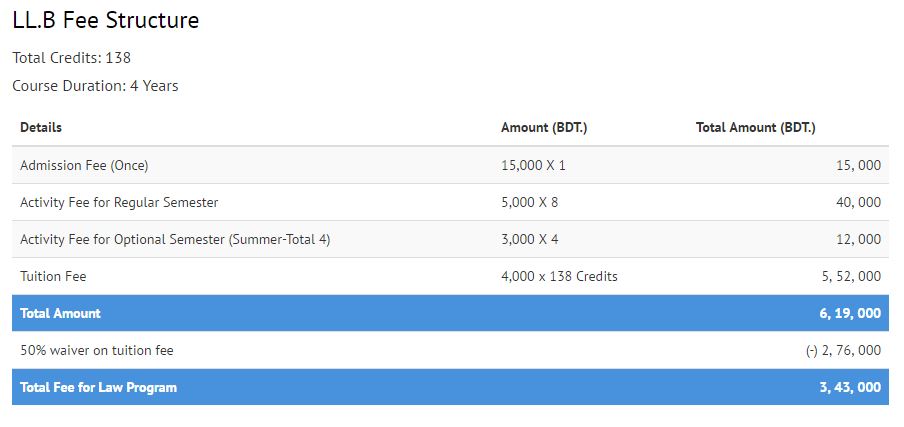 LL.B Fee Structure
Total Credits: 138
Course Duration: 4 Years
Details Amount (BDT.) Total Amount (BDT.)
Admission Fee (Once) 15,000 X 1 15, 000
Activity Fee for Regular Semester 5,000 X 8 40, 000
Activity Fee for Optional Semester (Summer-Total 4) 3,000 X 4 12, 000
Tuition Fee 4,000 x 138 Credits 5, 52, 000
Total Amount 6, 19, 000
50% waiver on tuition fee (-) 2, 76, 000
Total Fee for Law Program 3, 43, 000